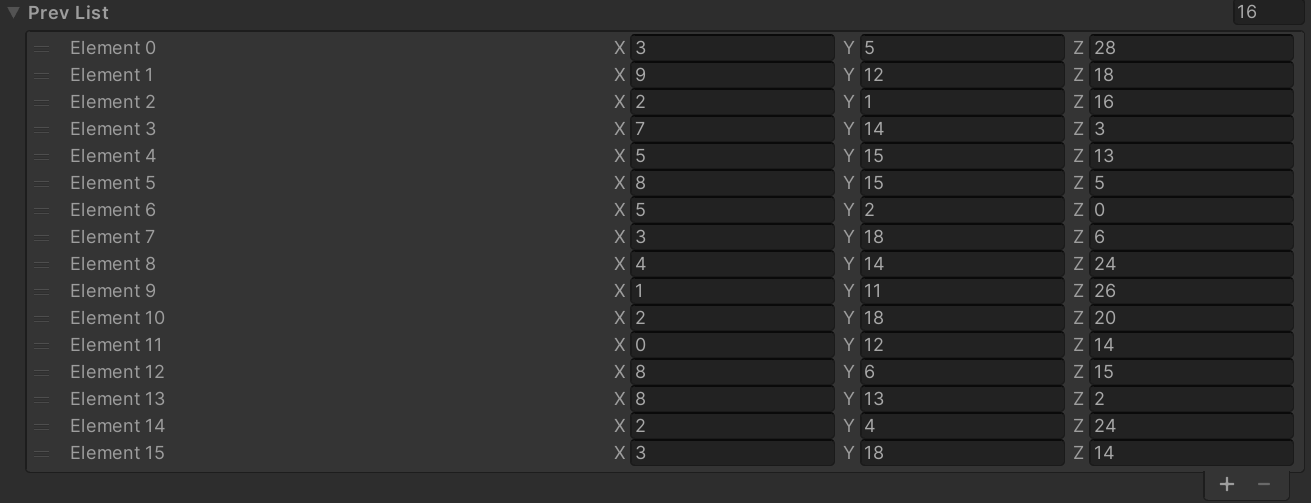 Prev List 16
Element 0 X 3 Y 5 Z 28
Element 1 X 9 Y 12 Z 18
Element 2 X 2 Y 1 Z 16
Element 3 X 7 Y 14 Z 3
Element 4 X 5 Y 15 Z 13
Element 5 X 8 Y 15 Z 5
Element 6 X 5 Y 2 Z 0
Element 7 X 3 Y 18 Z 6
Element 8 X 4 Y 14 Z 24
Element 9 X 1 Y 11 Z 26
Element 10 X 2 Y 18 Z 20
Element 11 X 0 Y 12 Z 14
Element 12 X 8 Y 6 Z 15
Element 13 X 8 Y 13 Z 2
Element 14 X 2 Y 4 Z 24
Element 15 X 3 Y 18 Z 14
+ −